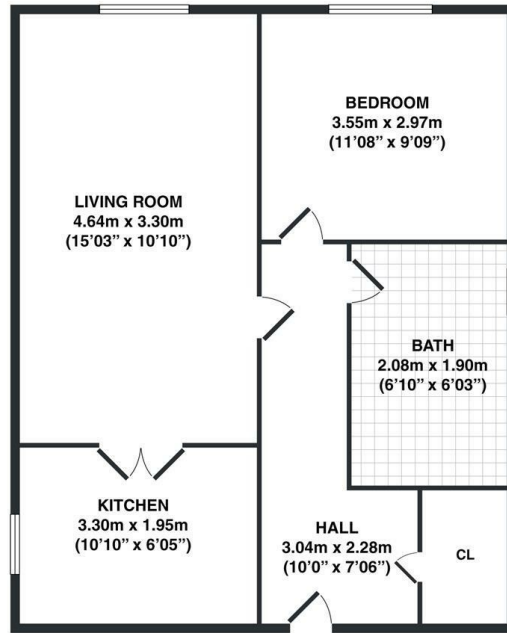 BEDROOM
3.55m x 2.97m
(11’08” x 9’09”)
LIVING ROOM
4.64m x 3.30m
(15’03” x 10’10”)
BATH
2.08m x 1.90m
(6’10” x 6’03”)
KITCHEN
3.30m x 1.95m
(10’10” x 6’05”)
HALL
3.04m x 2.28m
(10’0” x 7’06”)
CL